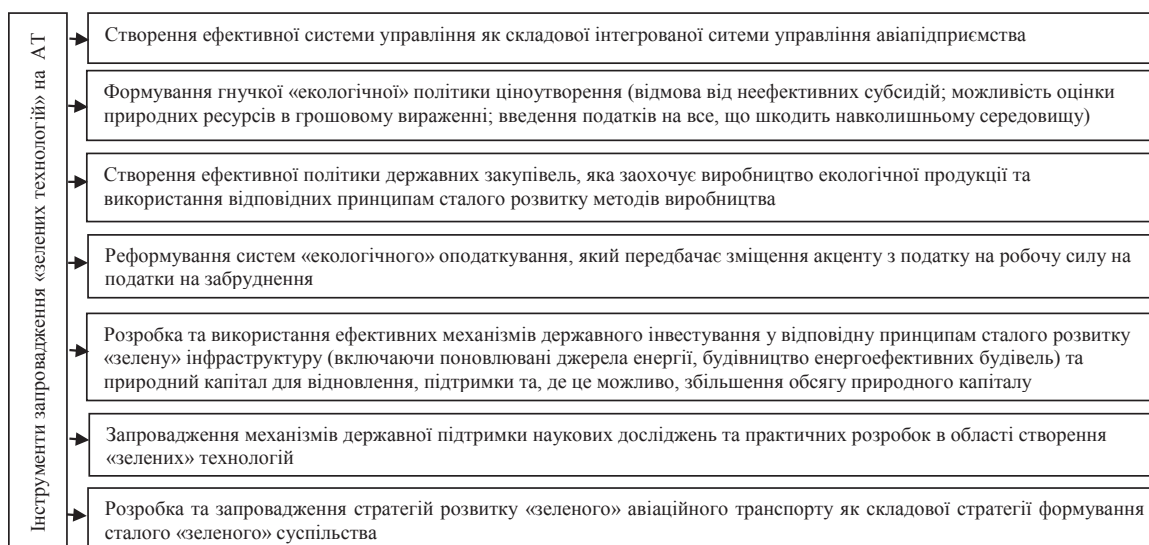 Інструменти запровадження «зелених технологій» на АТ
Створення ефективної системи управління як складової інтегрованої ситеми управління авіапідприємства
Формування гнучкої «екологічної» політики ціноутворення (відмова від неефективних субсидій; можливість оцінки
природних ресурсів в грошовому вираженні; введення податків на все, що шкодить навколишньому середовищу)
Створення ефективної політики державних закупівель, яка заохочує виробництво екологічної продукції та
використання відповідних принципам сталого розвитку методів виробництва
Реформування систем «екологічного» оподаткування, який передбачає зміщення акценту з податку на робочу силу на
податки на забруднення
Розробка та використання ефективних механізмів державного інвестування у відповідну принципам сталого розвитку
«зелену» інфраструктуру (включаючи поновлювані джерела енергії, будівництво енергоефективних будівель) та
природний капітал для відновлення, підтримки та, де це можливо, збільшення обсягу природного капіталу
Запровадження механізмів державної підтримки наукових досліджень та практичних розробок в області створення
«зелених» технологій
Розробка та запровадження стратегій розвитку «зеленого» авіаційного транспорту як складової стратегії формування
сталого «зеленого» суспільства